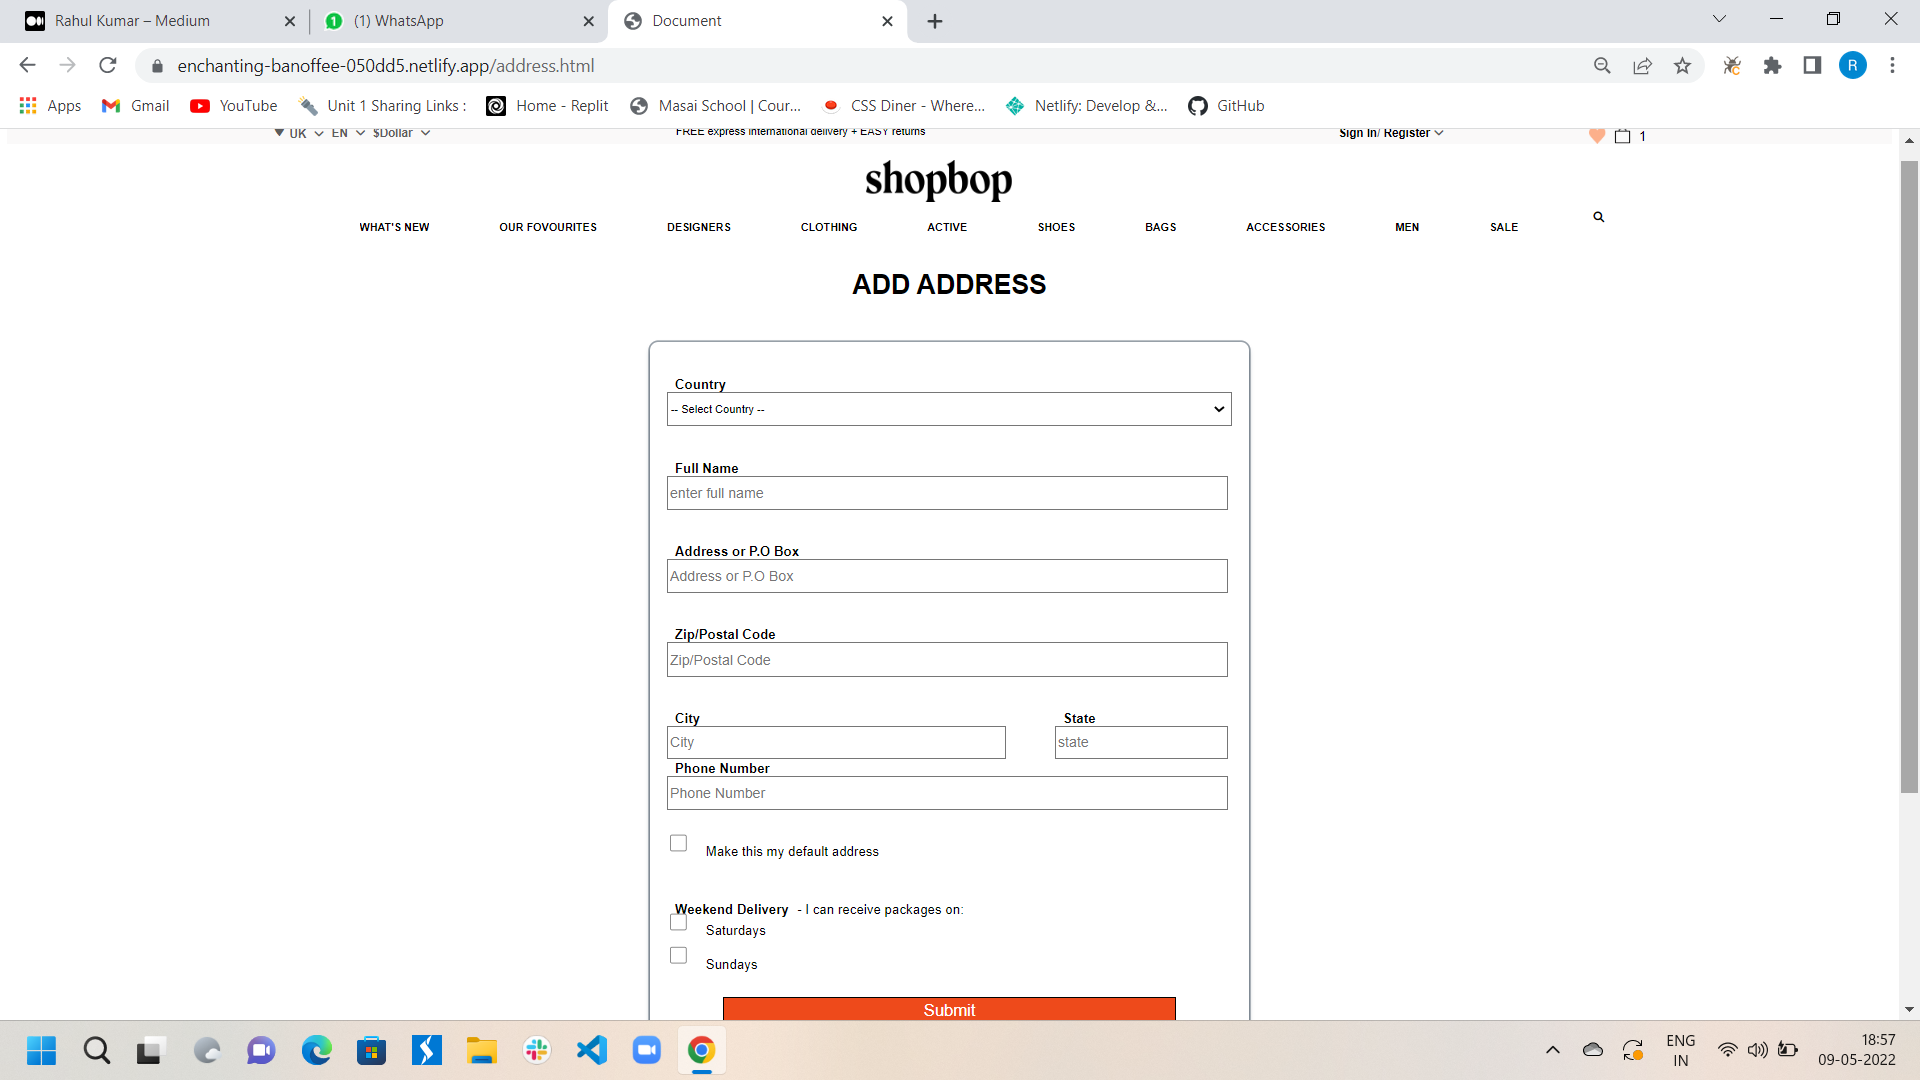 Rahul Kumar – Medium
(1) WhatsApp
Document
enchanting-banoffee-050dd5.netlify.app/address.html
R
Apps
Gmail
YouTube
Unit 1 Sharing Links :
Home - Replit
Masai School | Cour...
CSS Diner - Where...
Netlify: Develop &...
GitHub
UK EN $Dollar
FREE express international delivery + EASY returns
Sign In/ Register
1
shopbop
WHAT'S NEW OUR FOVOURITES DESIGNERS CLOTHING ACTIVE SHOES BAGS ACCESSORIES MEN SALE
ADD ADDRESS
Country
-- Select Country --
Full Name
enter full name
Address or P.O Box
Address or P.O Box
Zip/Postal Code
Zip/Postal Code
City State
City state
Phone Number
Phone Number
Make this my default address
Weekend Delivery - I can receive packages on:
Saturdays
Sundays
Submit
ENG
IN
18:57
09-05-2022